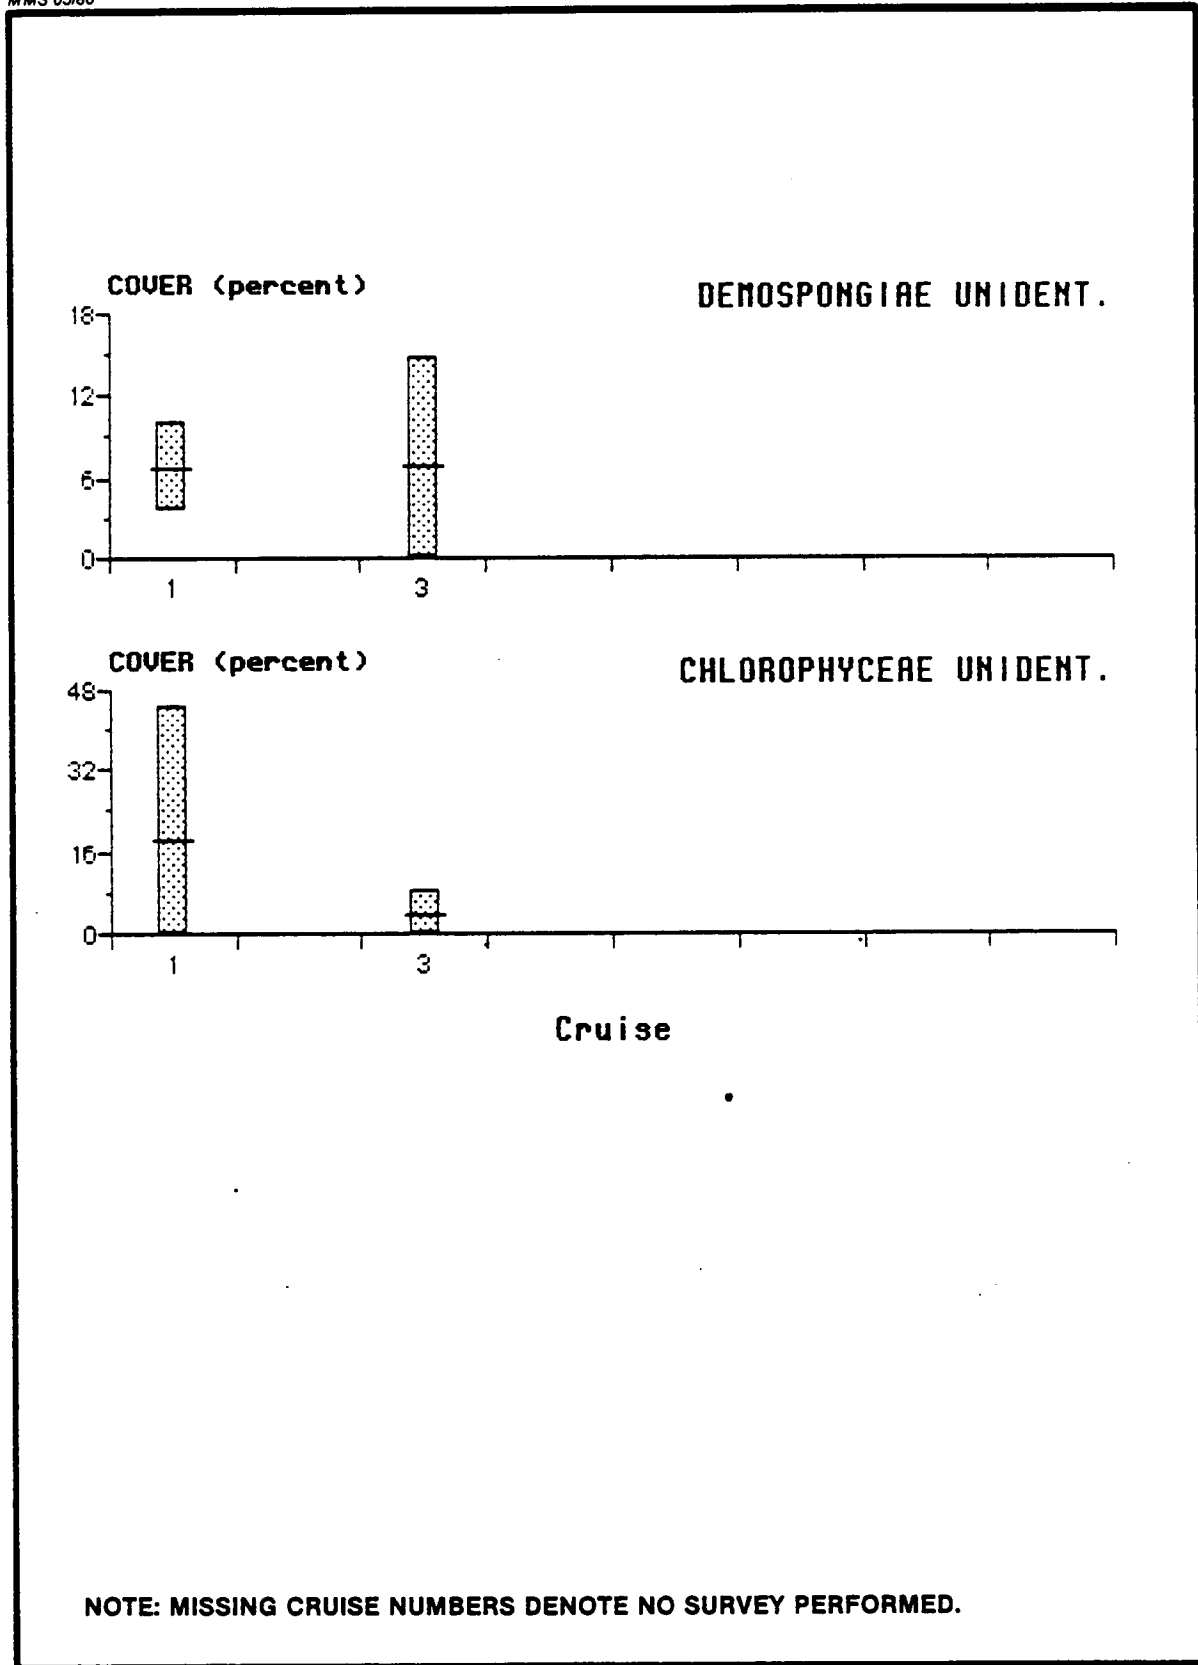 COVER (percent)
DEMOSPONGIAE UNIDENT.
18
12
6
0
1 3
COVER (percent)
CHLOROPHYCEAE UNIDENT.
48
32
16
0
1 3
Cruise
NOTE: MISSING CRUISE NUMBERS DENOTE NO SURVEY PERFORMED.